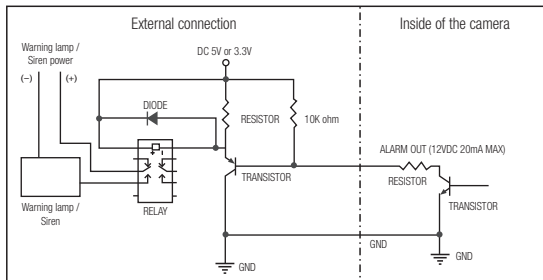 External connection
Inside of the camera
DC 5V or 3.3V
Warning lamp /
Siren power
(−)
(+)
DIODE
RESISTOR
10K ohm
ALARM OUT (12VDC 20mA MAX)
RESISTOR
TRANSISTOR
TRANSISTOR
Warning lamp /
Siren
RELAY
GND
GND
GND